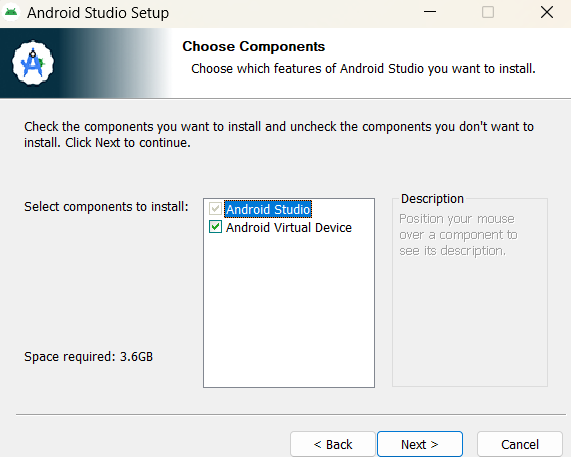 Android Studio Setup
Choose Components
Choose which features of Android Studio you want to install.
Check the components you want to install and uncheck the components you don't want to
install. Click Next to continue.
Select components to install:
Android Studio
Android Virtual Device
Description
Position your mouse
over a component to
see its description.
Space required: 3.6GB
< Back
Next >
Cancel